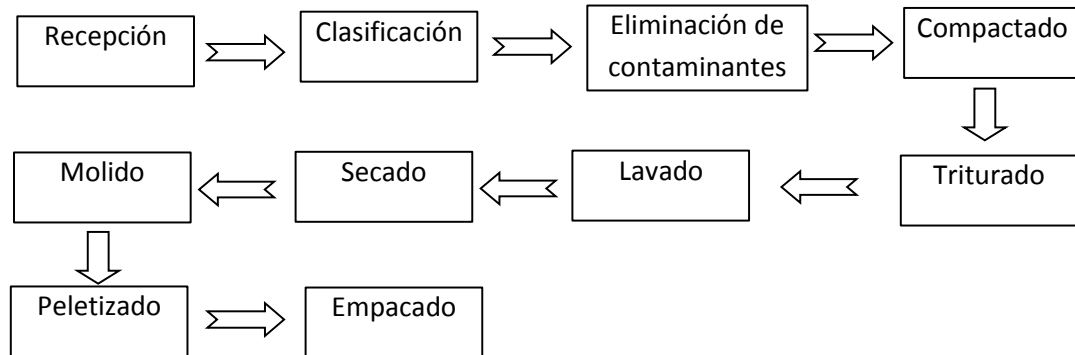 Recepción
Clasificación
Eliminación de
contaminantes
Compactado
Triturado
Lavado
Secado
Molido
Peletizado
Empacado